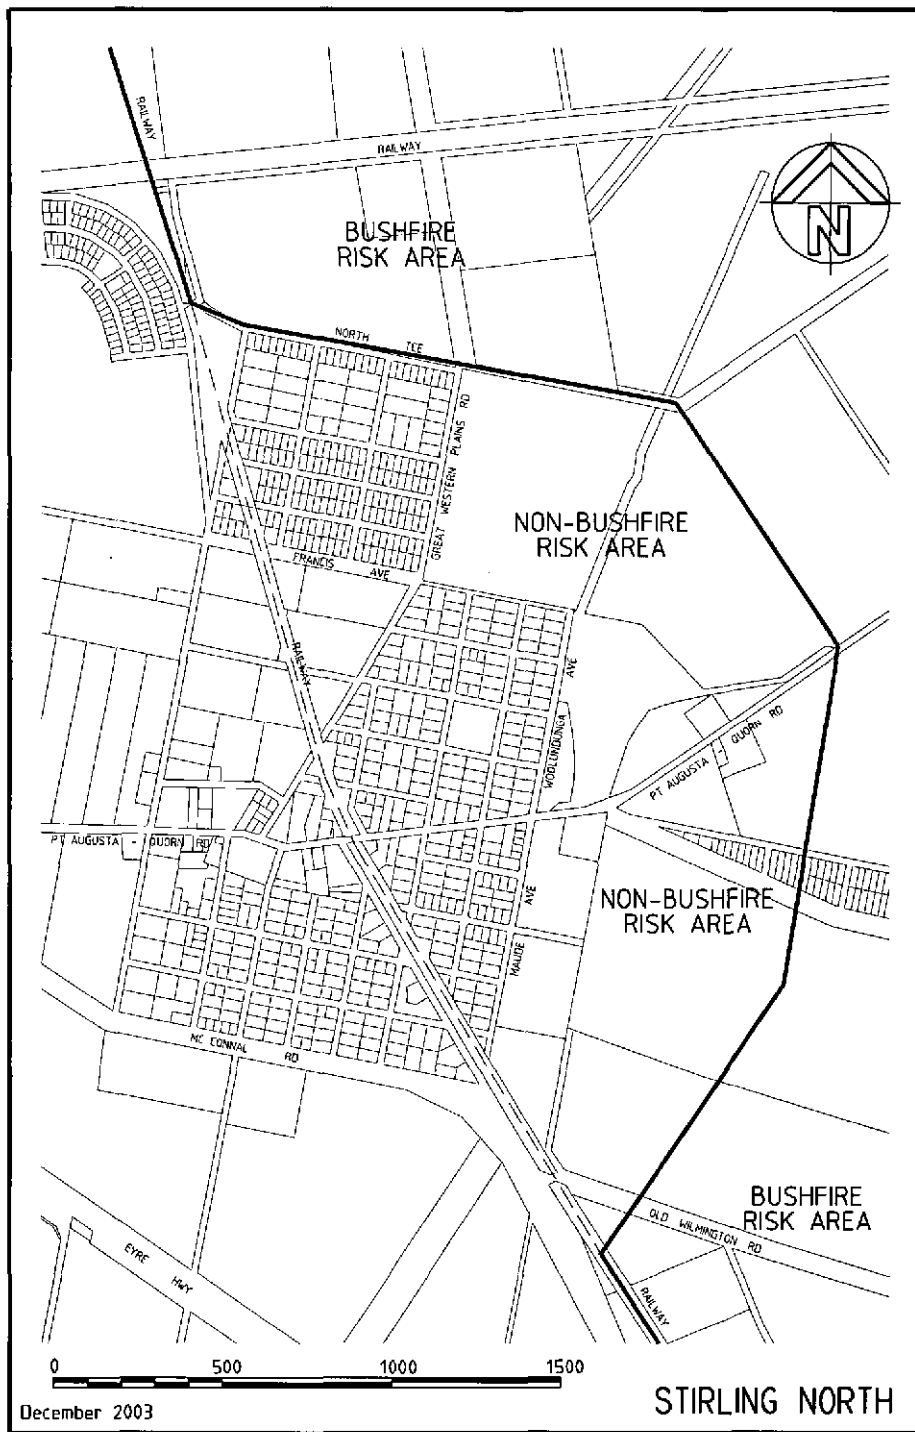 RAILWAY
RAILWAY
BUSHFIRE
RISK AREA
N
NORTH TCE
GREAT WESTERN PLAINS RD
NON-BUSHFIRE
RISK AREA
FRANCIS AVE
RAILWAY
WOOLUNDUNGA AVE
PT AUGUSTA - QUORN RD
PT AUGUSTA - QUORN RD
NON-BUSHFIRE
RISK AREA
MAUDE AVE
MC CONNAL RD
BUSHFIRE
RISK AREA
OLD WILMINGTON RD
EYRE HWY
RAILWAY
0 500 1000 1500
STIRLING NORTH
December 2003